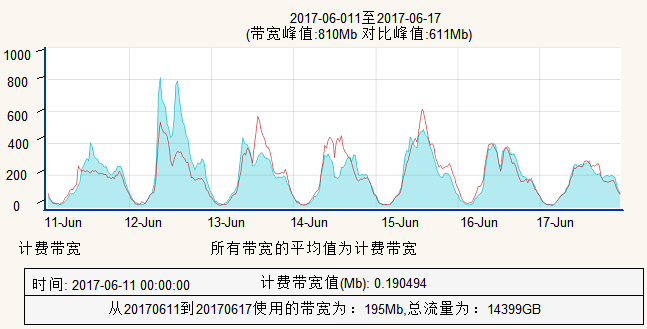 2017-06-011至2017-06-17
(带宽峰值:810Mb 对比峰值:611Mb)
1000
800
600
400
200
0
11-Jun 12-Jun 13-Jun 14-Jun 15-Jun 16-Jun 17-Jun
计费带宽 所有带宽的平均值为计费带宽
时间: 2017-06-11 00:00:00 计费带宽值(Mb): 0.190494
从20170611到20170617使用的带宽为：195Mb,总流量为：14399GB